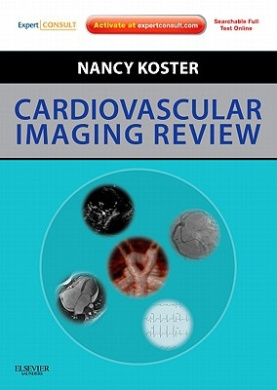 Expert CONSULT
Activate at expertconsult.com
Searchable Full
Text Online
NANCY KOSTER
CARDIOVASCULAR
IMAGING REVIEW
ELSEVIER
SAUNDERS